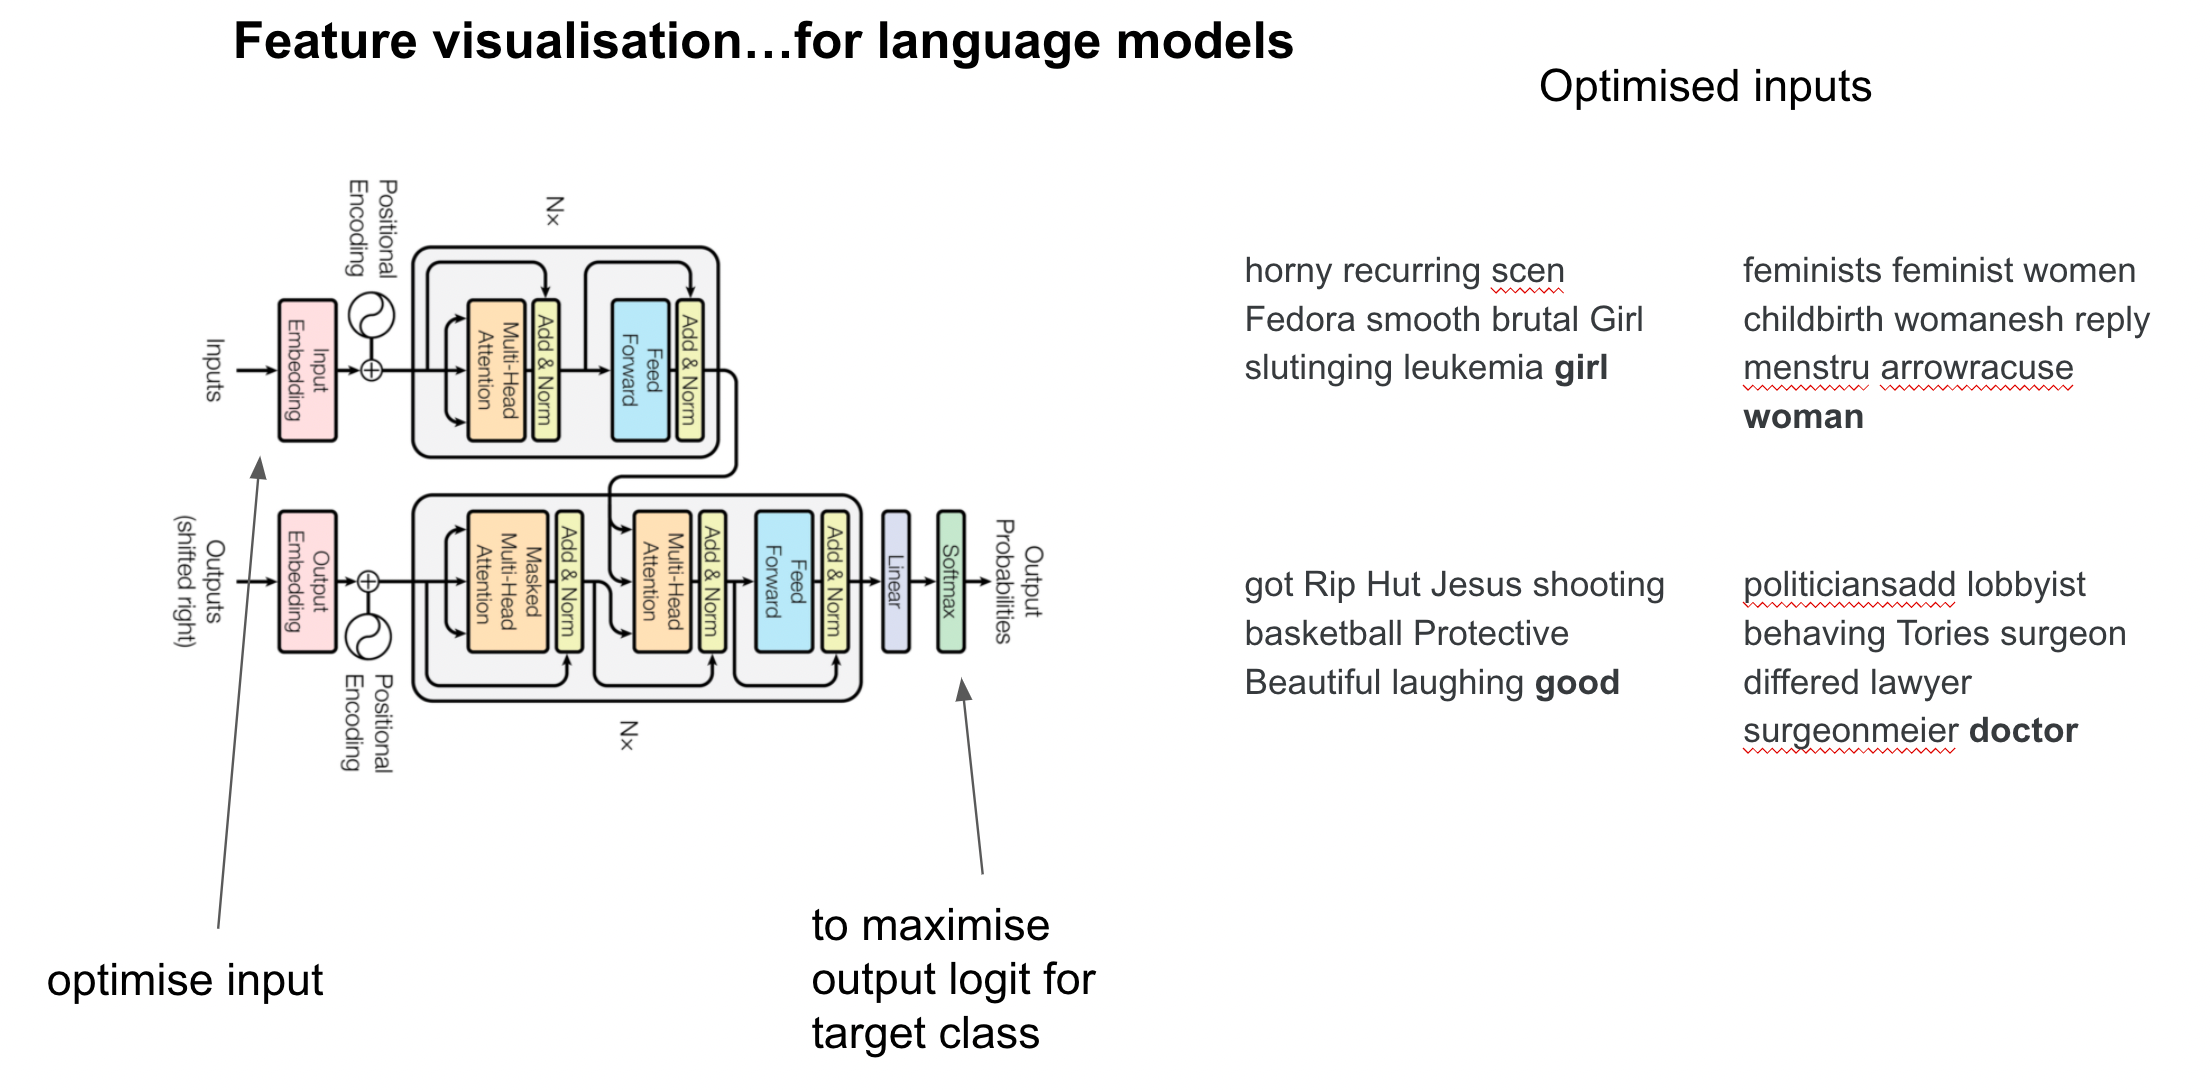 Feature visualisation...for language models
Optimised inputs
Positional
Encoding
Nx
Inputs
Input
Embedding
Multi-Head
Attention
Add & Norm
Feed
Forward
Add & Norm
Outputs
(shifted right)
Output
Embedding
Positional
Encoding
Masked
Multi-Head
Attention
Add & Norm
Multi-Head
Attention
Add & Norm
Feed
Forward
Add & Norm
Linear
Softmax
Output
Probabilities
Nx
optimise input
to maximise
output logit for
target class
horny recurring scen
Fedora smooth brutal Girl
slutinging leukemia girl
feminists feminist women
childbirth womanesh reply
menstru arrowracuse
woman
got Rip Hut Jesus shooting
basketball Protective
Beautiful laughing good
politiciansadd lobbyist
behaving Tories surgeon
differed lawyer
surgeonmeier doctor